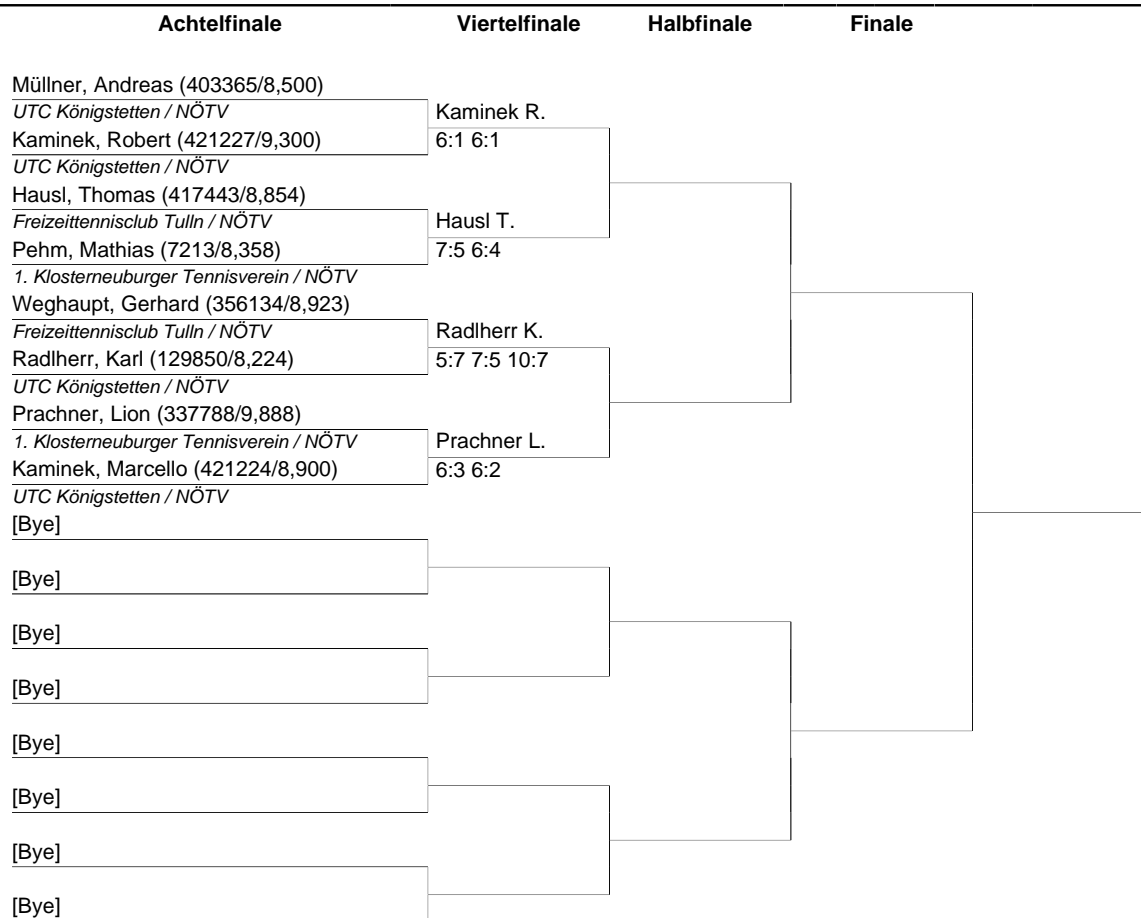 Achtelfinale Viertelfinale Halbfinale Finale
Müllner, Andreas (403365/8,500)
UTC Königstetten / NÖTV Kaminek R.
Kaminek, Robert (421227/9,300) 6:1 6:1
UTC Königstetten / NÖTV
Hausl, Thomas (417443/8,854)
Freizeittennisclub Tulln / NÖTV Hausl T.
Pehm, Mathias (7213/8,358) 7:5 6:4
1. Klosterneuburger Tennisverein / NÖTV
Weghaupt, Gerhard (356134/8,923)
Freizeittennisclub Tulln / NÖTV Radlherr K.
Radlherr, Karl (129850/8,224) 5:7 7:5 10:7
UTC Königstetten / NÖTV
Prachner, Lion (337788/9,888)
1. Klosterneuburger Tennisverein / NÖTV Prachner L.
Kaminek, Marcello (421224/8,900) 6:3 6:2
UTC Königstetten / NÖTV
[Bye]
[Bye]
[Bye]
[Bye]
[Bye]
[Bye]
[Bye]
[Bye]